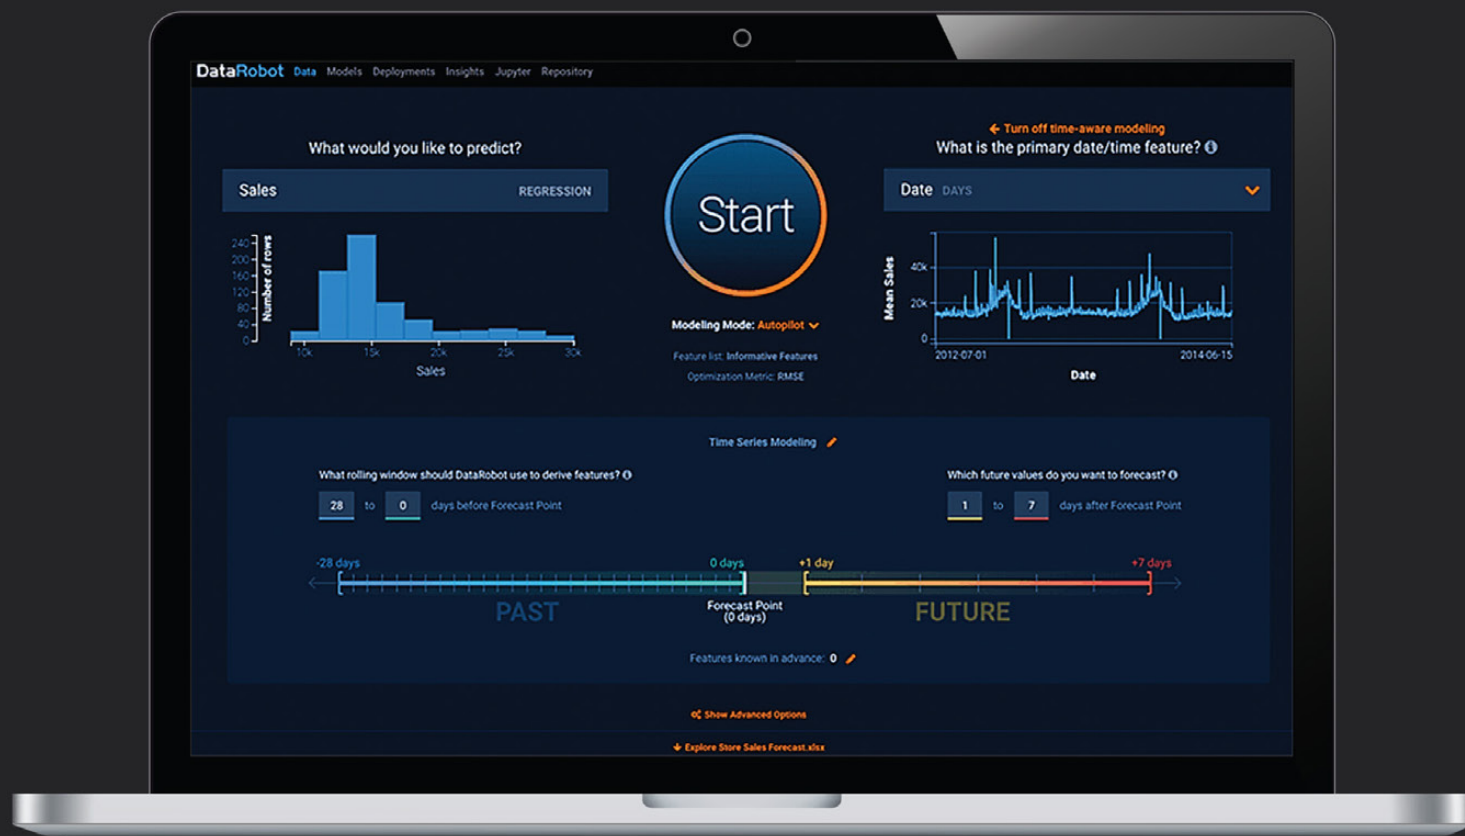 DataRobot Data Models Deployments Insights Jupyter Repository
What would you like to predict?
Sales REGRESSION
240
200
160
120
80
40
0
Number of rows
10k 15k 20k 25k 30k
Sales
Start
Modeling Mode: Autopilot
Feature list: Informative Features
Optimization Metric: RMSE
Turn off time-aware modeling
What is the primary date/time feature?
Date DAYS
Mean Sales
40k
20k
0
2012-07-01 2014-06-15
Date
Time Series Modeling
What rolling window should DataRobot use to derive features?
28 to 0 days before Forecast Point
Which future values do you want to forecast?
1 to 7 days after Forecast Point
-28 days 0 days +1 day +7 days
PAST
Forecast Point
(0 days)
FUTURE
Features known in advance: 0
Show Advanced Options
Explore Store Sales Forecast.xlsx